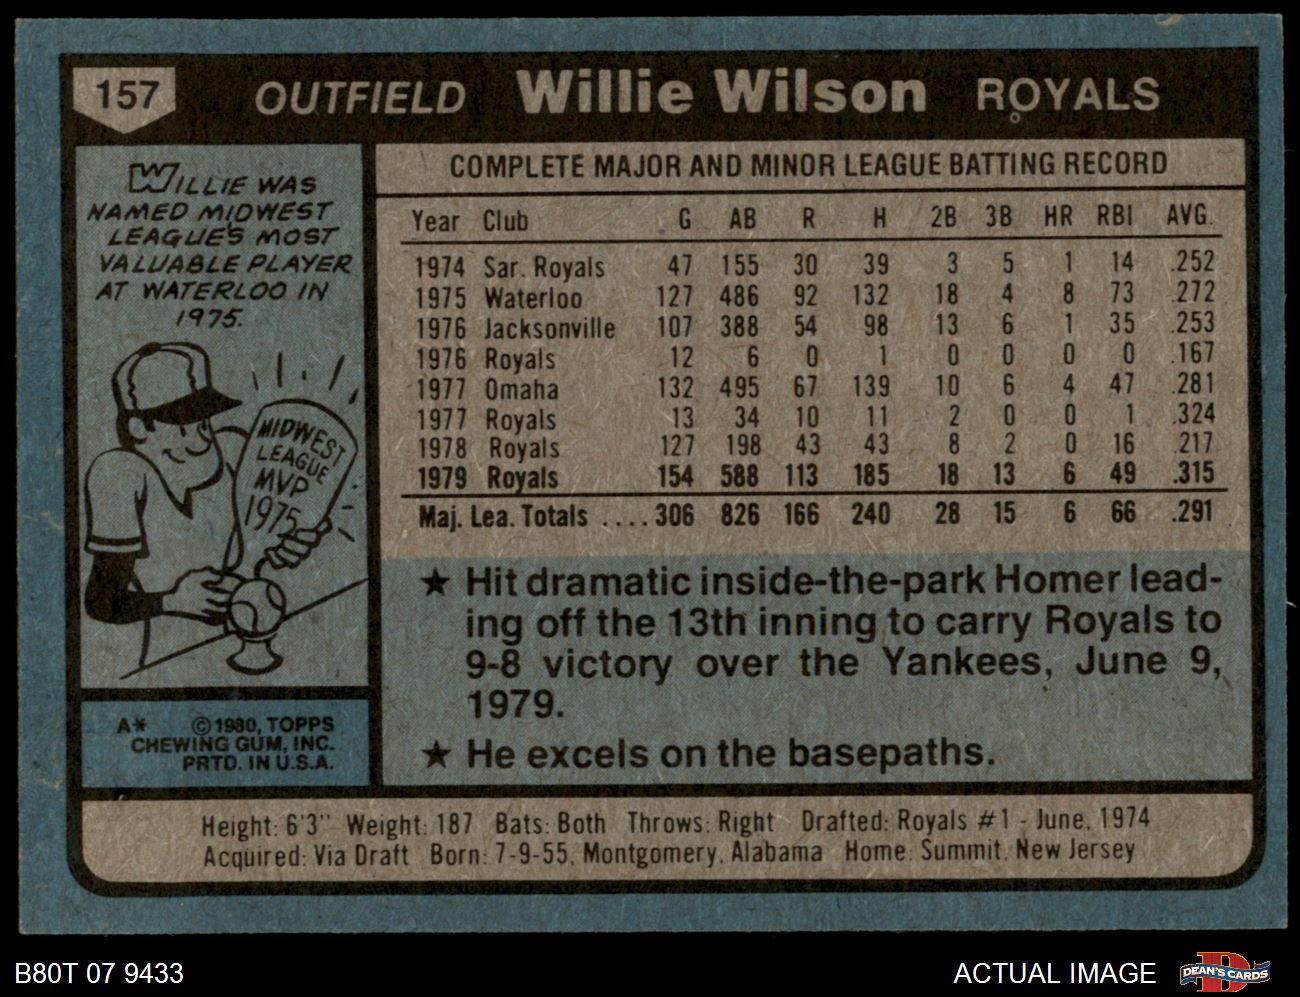 157 OUTFIELD Willie Wilson ROYALS
WILLIE WAS
NAMED MIDWEST
LEAGUE'S MOST
VALUABLE PLAYER
AT WATERLOO IN
1975.
MIDWEST
LEAGUE
MVP
1975
A* © 1980, TOPPS
CHEWING GUM, INC.
PRTD. IN U.S.A.
COMPLETE MAJOR AND MINOR LEAGUE BATTING RECORD
Year Club G AB R H 2B 3B HR RBI AVG.
1974 Sar. Royals 47 155 30 39 3 5 1 14 .252
1975 Waterloo 127 486 92 132 18 4 8 73 .272
1976 Jacksonville 107 388 54 98 13 6 1 35 .253
1976 Royals 12 6 0 1 0 0 0 0 .167
1977 Omaha 132 495 67 139 10 6 4 47 .281
1977 Royals 13 34 10 11 2 0 0 1 .324
1978 Royals 127 198 43 43 8 2 0 16 .217
1979 Royals 154 588 113 185 18 13 6 49 .315
Maj. Lea. Totals .... 306 826 166 240 28 15 6 66 .291
★ Hit dramatic inside-the-park Homer lead-
ing off the 13th inning to carry Royals to
9-8 victory over the Yankees, June 9,
1979.
★ He excels on the basepaths.
Height: 6'3" Weight: 187 Bats: Both Throws: Right Drafted: Royals #1 - June, 1974
Acquired: Via Draft Born: 7-9-55, Montgomery, Alabama Home: Summit, New Jersey
B80T 07 9433
ACTUAL IMAGE
DEAN'S CARDS